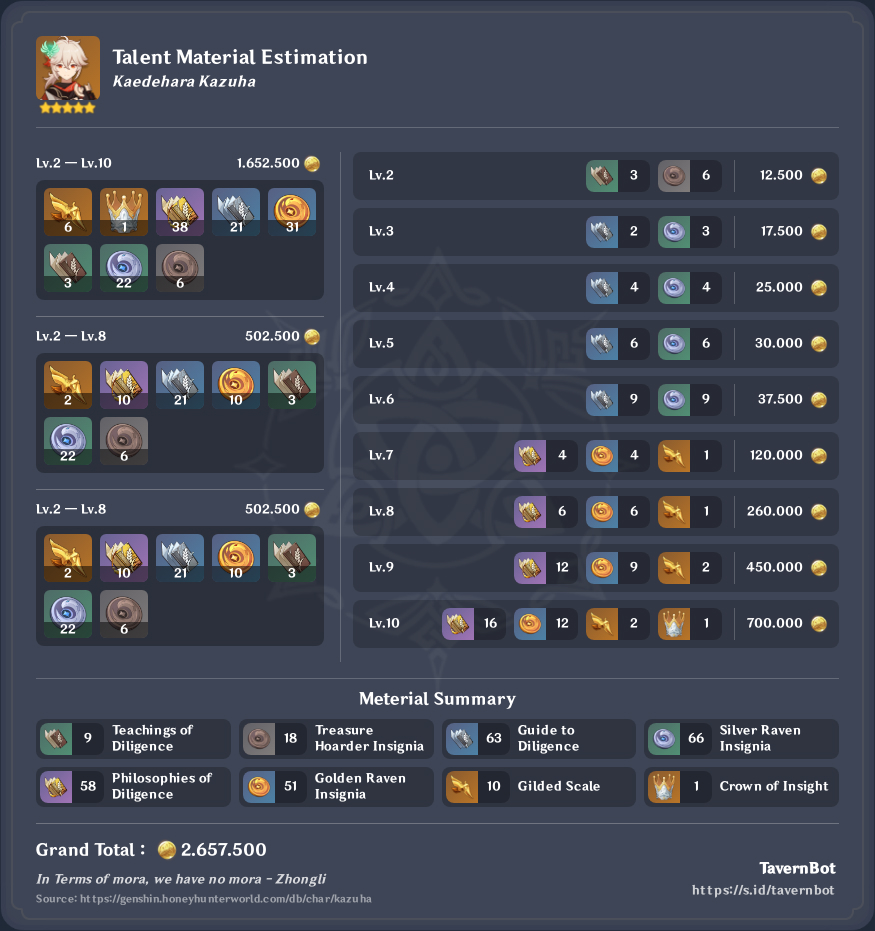 Talent Material Estimation
Kaedehara Kazuha
Lv.2 — Lv.10 1.652.500
6 1 38 21 31
3 22 6
Lv.2 — Lv.8 502.500
2 10 21 10 3
22 6
Lv.2 — Lv.8 502.500
2 10 21 10 3
22 6
Lv.2 3 6 12.500
Lv.3 2 3 17.500
Lv.4 4 4 25.000
Lv.5 6 6 30.000
Lv.6 9 9 37.500
Lv.7 4 4 1 120.000
Lv.8 6 6 1 260.000
Lv.9 12 9 2 450.000
Lv.10 16 12 2 1 700.000
Meterial Summary
9 Teachings of
Diligence
18 Treasure
Hoarder Insignia
63 Guide to
Diligence
66 Silver Raven
Insignia
58 Philosophies of
Diligence
51 Golden Raven
Insignia
10 Gilded Scale
1 Crown of Insight
Grand Total : 2.657.500
In Terms of mora, we have no mora - Zhongli
Source: https://genshin.honeyhunterworld.com/db/char/kazuha
TavernBot
https://s.id/tavernbot